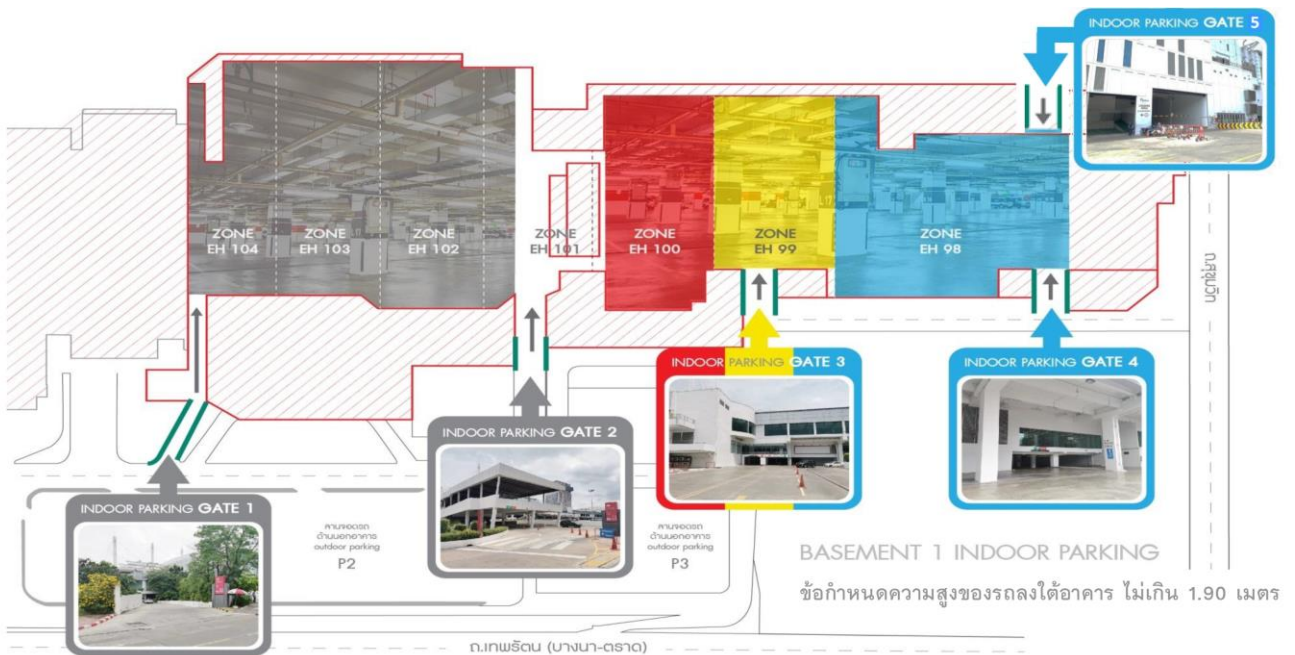 INDOOR PARKING GATE 5
ZONE
EH 104
ZONE
EH 103
ZONE
EH 102
ZONE
EH 101
ZONE
EH 100
ZONE
EH 99
ZONE
EH 98
ถ.สุขุมวิท
INDOOR PARKING GATE 3
INDOOR PARKING GATE 4
INDOOR PARKING GATE 2
INDOOR PARKING GATE 1
ลานจอดรถ
ด้านนอกอาคาร
outdoor parking
P2
ลานจอดรถ
ด้านนอกอาคาร
outdoor parking
P3
BASEMENT 1 INDOOR PARKING
ข้อกำหนดความสูงของรถลงใต้อาคาร ไม่เกิน 1.90 เมตร
ถ.เทพรัตน (บางนา-ตราด)